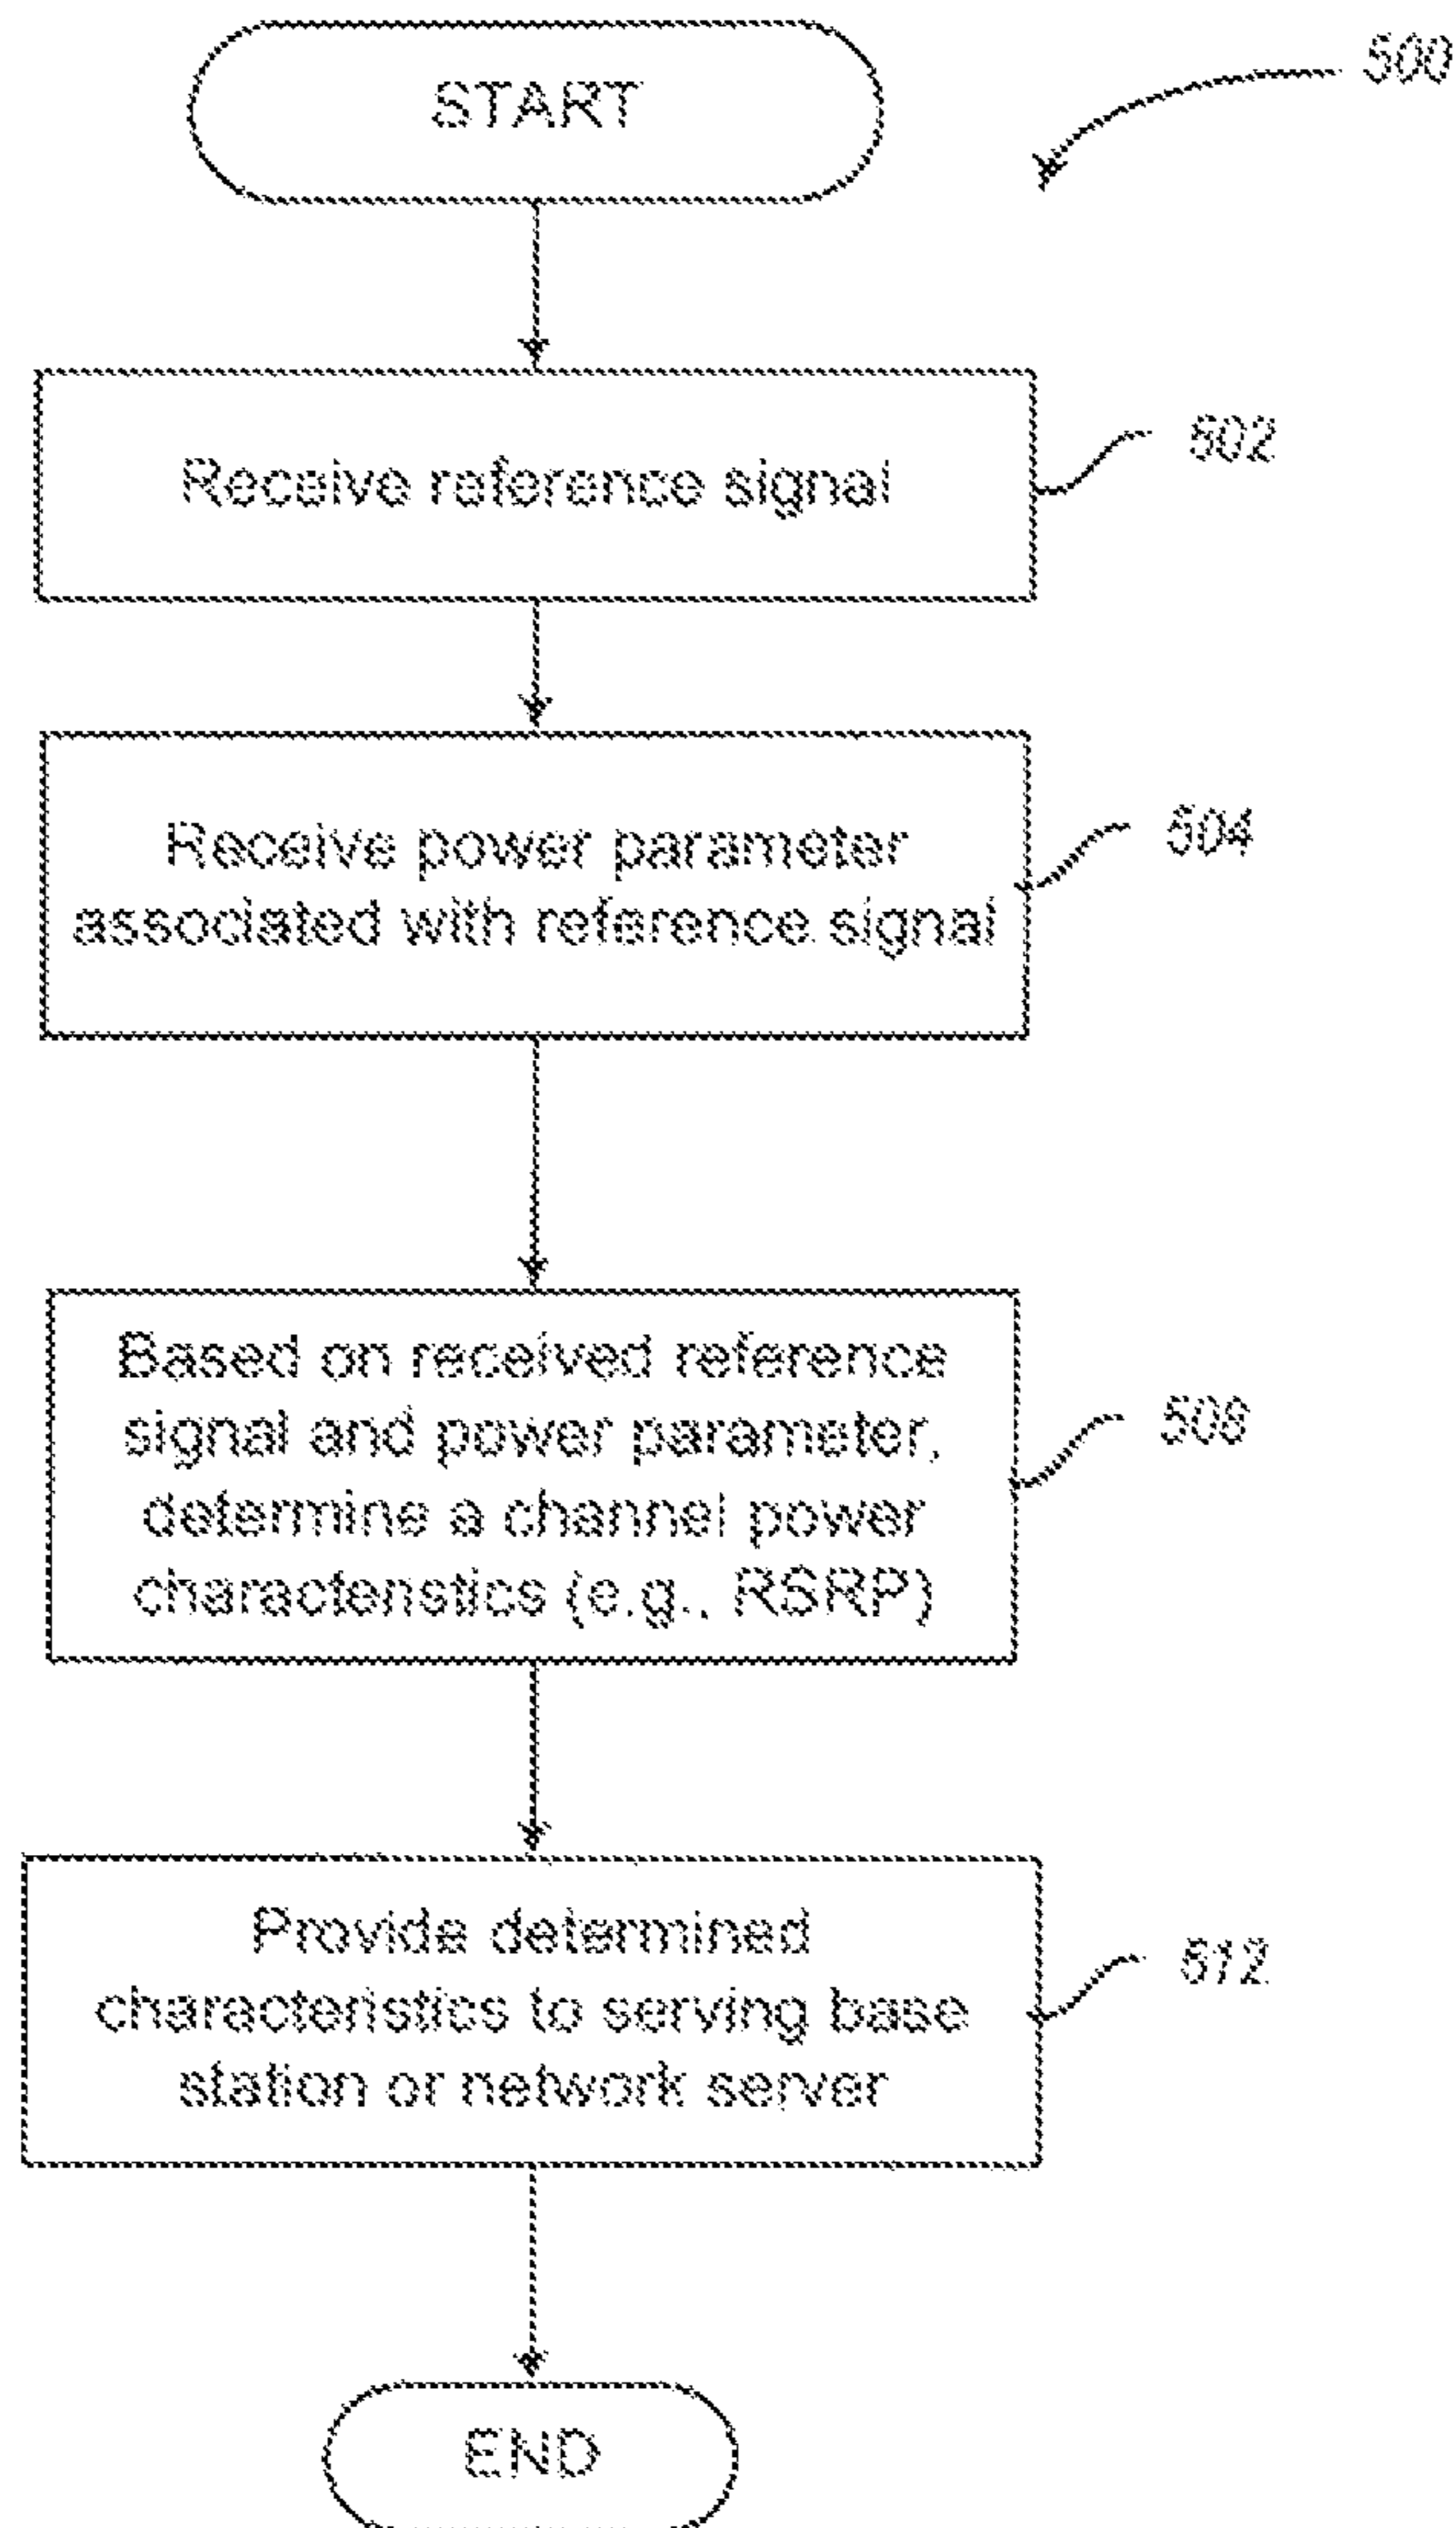 START
500
Receive reference signal
502
Receive power parameter
associated with reference signal
504
Based on received reference
signal and power parameter,
determine a channel power
characteristics (e.g., RSRP)
508
Provide determined
characteristics to serving base
station or network server
512
END